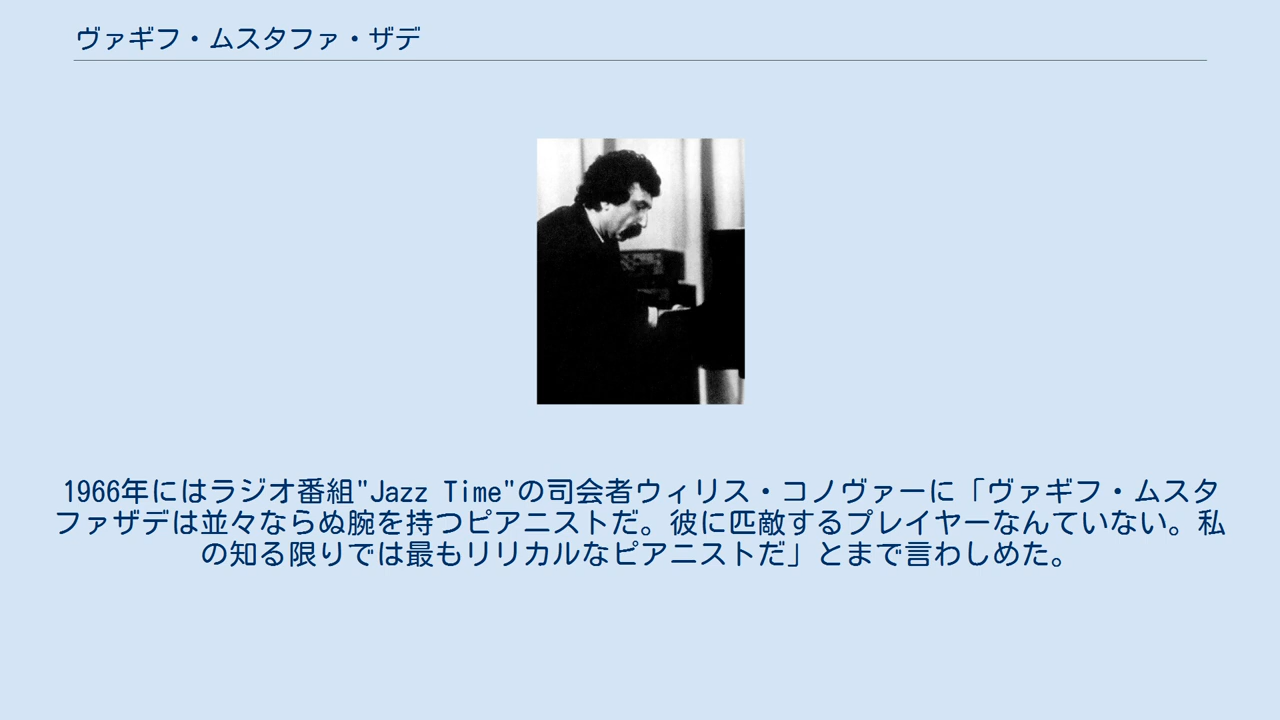 ヴァギフ・ムスタファ・ザデ
1966年にはラジオ番組"Jazz Time"の司会者ウィリス・コノヴァーに「ヴァギフ・ムスタ
ファザデは並々ならぬ腕を持つピアニストだ。彼に匹敵するプレイヤーなんていない。私
の知る限りでは最もリリカルなピアニストだ」とまで言わしめた。